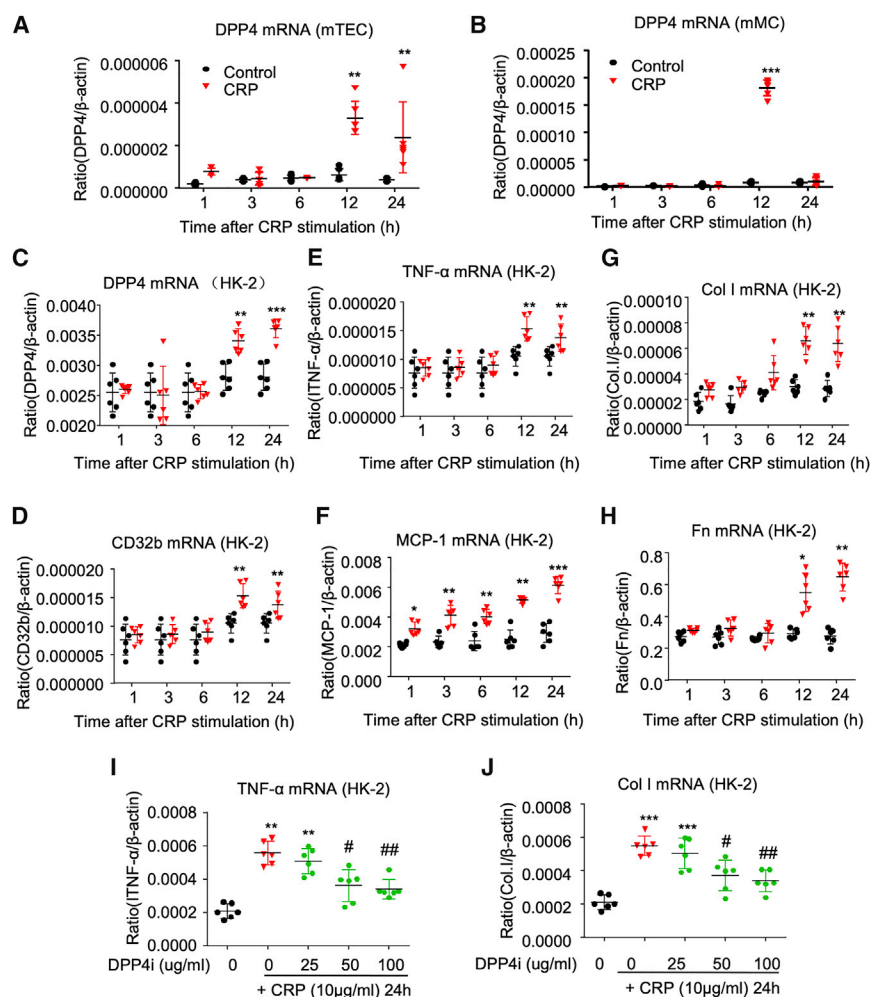 A
DPP4 mRNA (mTEC)
Ratio(DPP4/β-actin)
0.000006
0.000004
0.000002
0.000000
Control
CRP
**
**
1 3 6 12 24
Time after CRP stimulation (h)
B
DPP4 mRNA (mMC)
Ratio(DPP4/β-actin)
0.00025
0.00020
0.00015
0.00010
0.00005
0.00000
Control
CRP
***
1 3 6 12 24
Time after CRP stimulation (h)
C
DPP4 mRNA （HK-2）
Ratio(DPP4/β-actin)
0.0040
0.0035
0.0030
0.0025
0.0020
** ***
1 3 6 12 24
Time after CRP stimulation (h)
E
TNF-α mRNA (HK-2)
Ratio(ITNF-α/β-actin)
0.000020
0.000015
0.000010
0.000005
0.000000
** **
1 3 6 12 24
Time after CRP stimulation (h)
G
Col I mRNA (HK-2)
Ratio(Col.I/β-actin)
0.00010
0.00008
0.00006
0.00004
0.00002
0.00000
** **
1 3 6 12 24
Time after CRP stimulation (h)
D
CD32b mRNA (HK-2)
Ratio(CD32b/β-actin)
0.000020
0.000015
0.000010
0.000005
0.000000
** **
1 3 6 12 24
Time after CRP stimulation (h)
F
MCP-1 mRNA (HK-2)
Ratio(MCP-1/β-actin)
0.008
0.006
0.004
0.002
0.000
* ** ** ** ***
1 3 6 12 24
Time after CRP stimulation (h)
H
Fn mRNA (HK-2)
Ratio(Fn/β-actin)
0.8
0.6
0.4
0.2
0.0
* **
1 3 6 12 24
Time after CRP stimulation (h)
I
TNF-α mRNA (HK-2)
Ratio(ITNF-α/β-actin)
0.0008
0.0006
0.0004
0.0002
0.0000
** ** # ##
DPP4i (ug/ml) 0 0 25 50 100
+ CRP (10μg/ml) 24h
J
Col I mRNA (HK-2)
Ratio(Col.I/β-actin)
0.0008
0.0006
0.0004
0.0002
0.0000
*** *** # ##
DPP4i (ug/ml) 0 0 25 50 100
+ CRP (10μg/ml) 24h